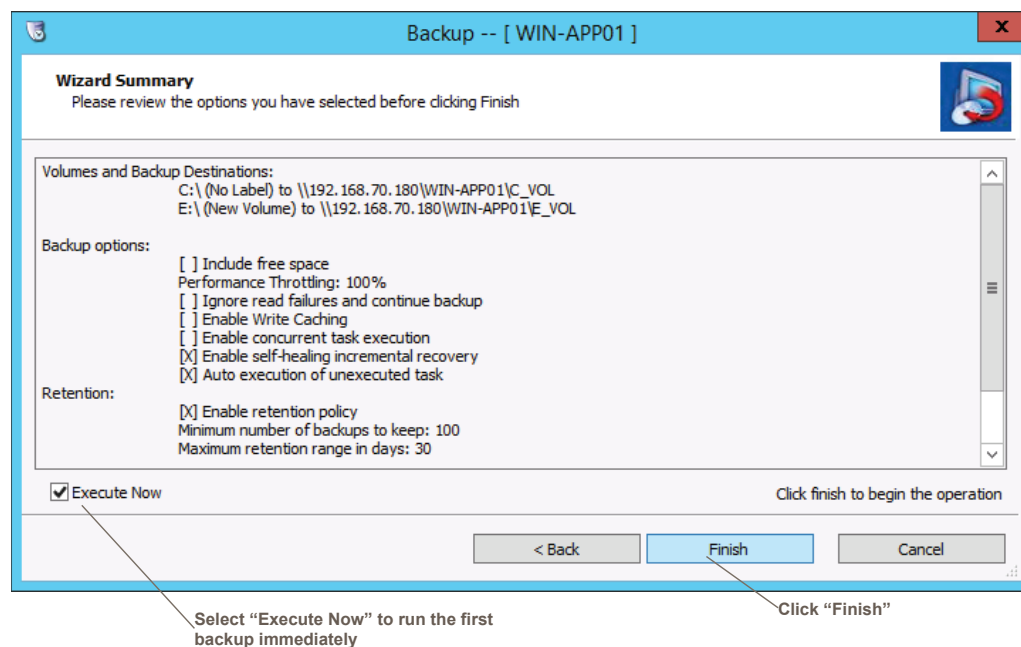 Backup -- [ WIN-APP01 ]
x
Wizard Summary
Please review the options you have selected before clicking Finish
Volumes and Backup Destinations:
C:\ (No Label) to \\192.168.70.180\WIN-APP01\C_VOL
E:\ (New Volume) to \\192.168.70.180\WIN-APP01\E_VOL
Backup options:
[ ] Include free space
Performance Throttling: 100%
[ ] Ignore read failures and continue backup
[ ] Enable Write Caching
[ ] Enable concurrent task execution
[X] Enable self-healing incremental recovery
[X] Auto execution of unexecuted task
Retention:
[X] Enable retention policy
Minimum number of backups to keep: 100
Maximum retention range in days: 30
Execute Now
Click finish to begin the operation
< Back Finish Cancel
Select “Execute Now” to run the first
backup immediately
Click “Finish”